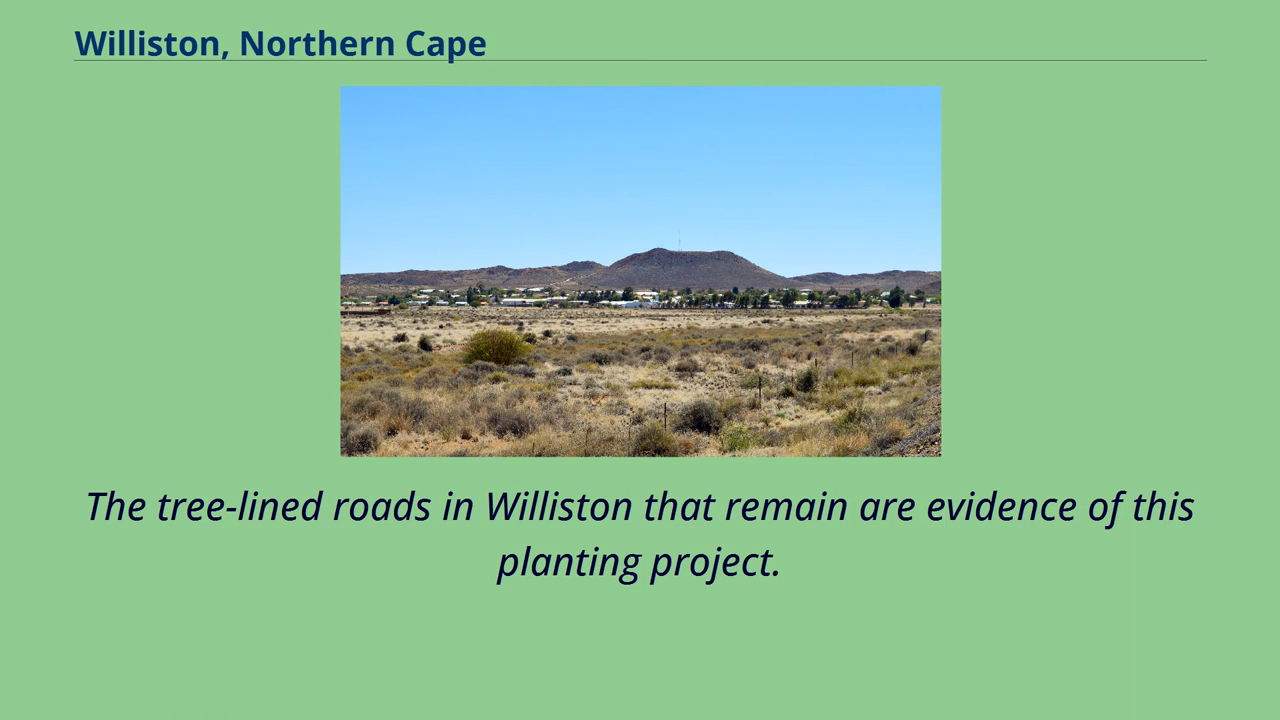 Williston, Northern Cape
The tree-lined roads in Williston that remain are evidence of this
planting project.